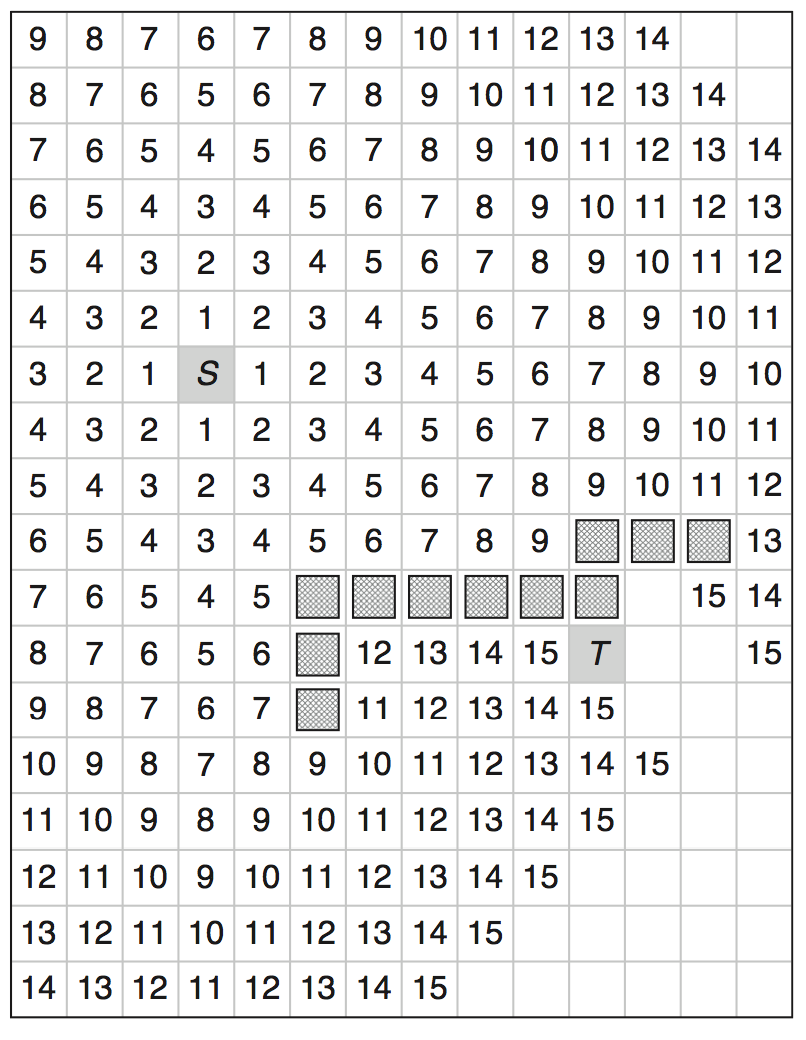 9 8 7 6 7 8 9 10 11 12 13 14
8 7 6 5 6 7 8 9 10 11 12 13 14
7 6 5 4 5 6 7 8 9 10 11 12 13 14
6 5 4 3 4 5 6 7 8 9 10 11 12 13
5 4 3 2 3 4 5 6 7 8 9 10 11 12
4 3 2 1 2 3 4 5 6 7 8 9 10 11
3 2 1 S 1 2 3 4 5 6 7 8 9 10
4 3 2 1 2 3 4 5 6 7 8 9 10 11
5 4 3 2 3 4 5 6 7 8 9 10 11 12
6 5 4 3 4 5 6 7 8 9 13
7 6 5 4 5 15 14
8 7 6 5 6 12 13 14 15 T 15
9 8 7 6 7 11 12 13 14 15
10 9 8 7 8 9 10 11 12 13 14 15
11 10 9 8 9 10 11 12 13 14 15
12 11 10 9 10 11 12 13 14 15
13 12 11 10 11 12 13 14 15
14 13 12 11 12 13 14 15